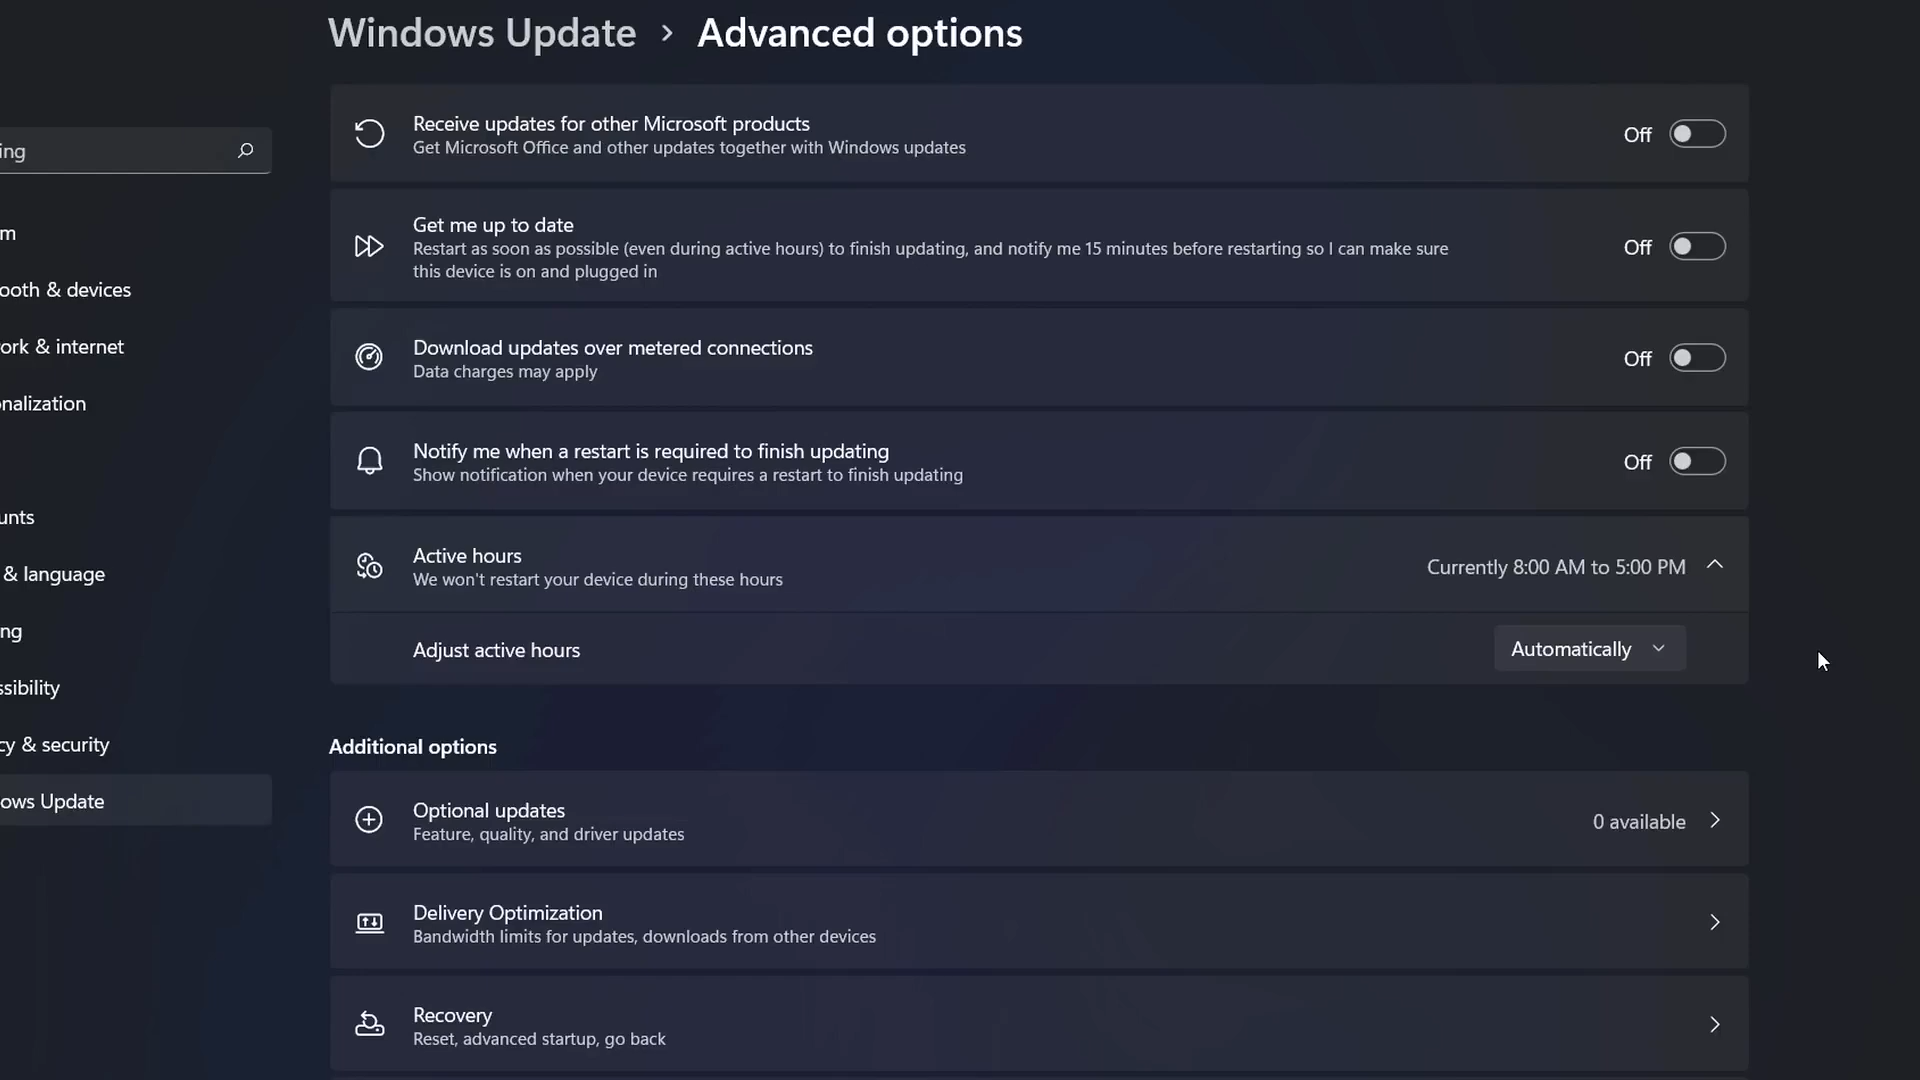 Windows Update > Advanced options
ing
m
ooth & devices
ork & internet
nalization
unts
& language
ng
ssibility
cy & security
ows Update
Receive updates for other Microsoft products
Get Microsoft Office and other updates together with Windows updates
Off
Get me up to date
Restart as soon as possible (even during active hours) to finish updating, and notify me 15 minutes before restarting so I can make sure
this device is on and plugged in
Off
Download updates over metered connections
Data charges may apply
Off
Notify me when a restart is required to finish updating
Show notification when your device requires a restart to finish updating
Off
Active hours
We won't restart your device during these hours
Currently 8:00 AM to 5:00 PM
Adjust active hours
Automatically
Additional options
Optional updates
Feature, quality, and driver updates
0 available
Delivery Optimization
Bandwidth limits for updates, downloads from other devices
Recovery
Reset, advanced startup, go back